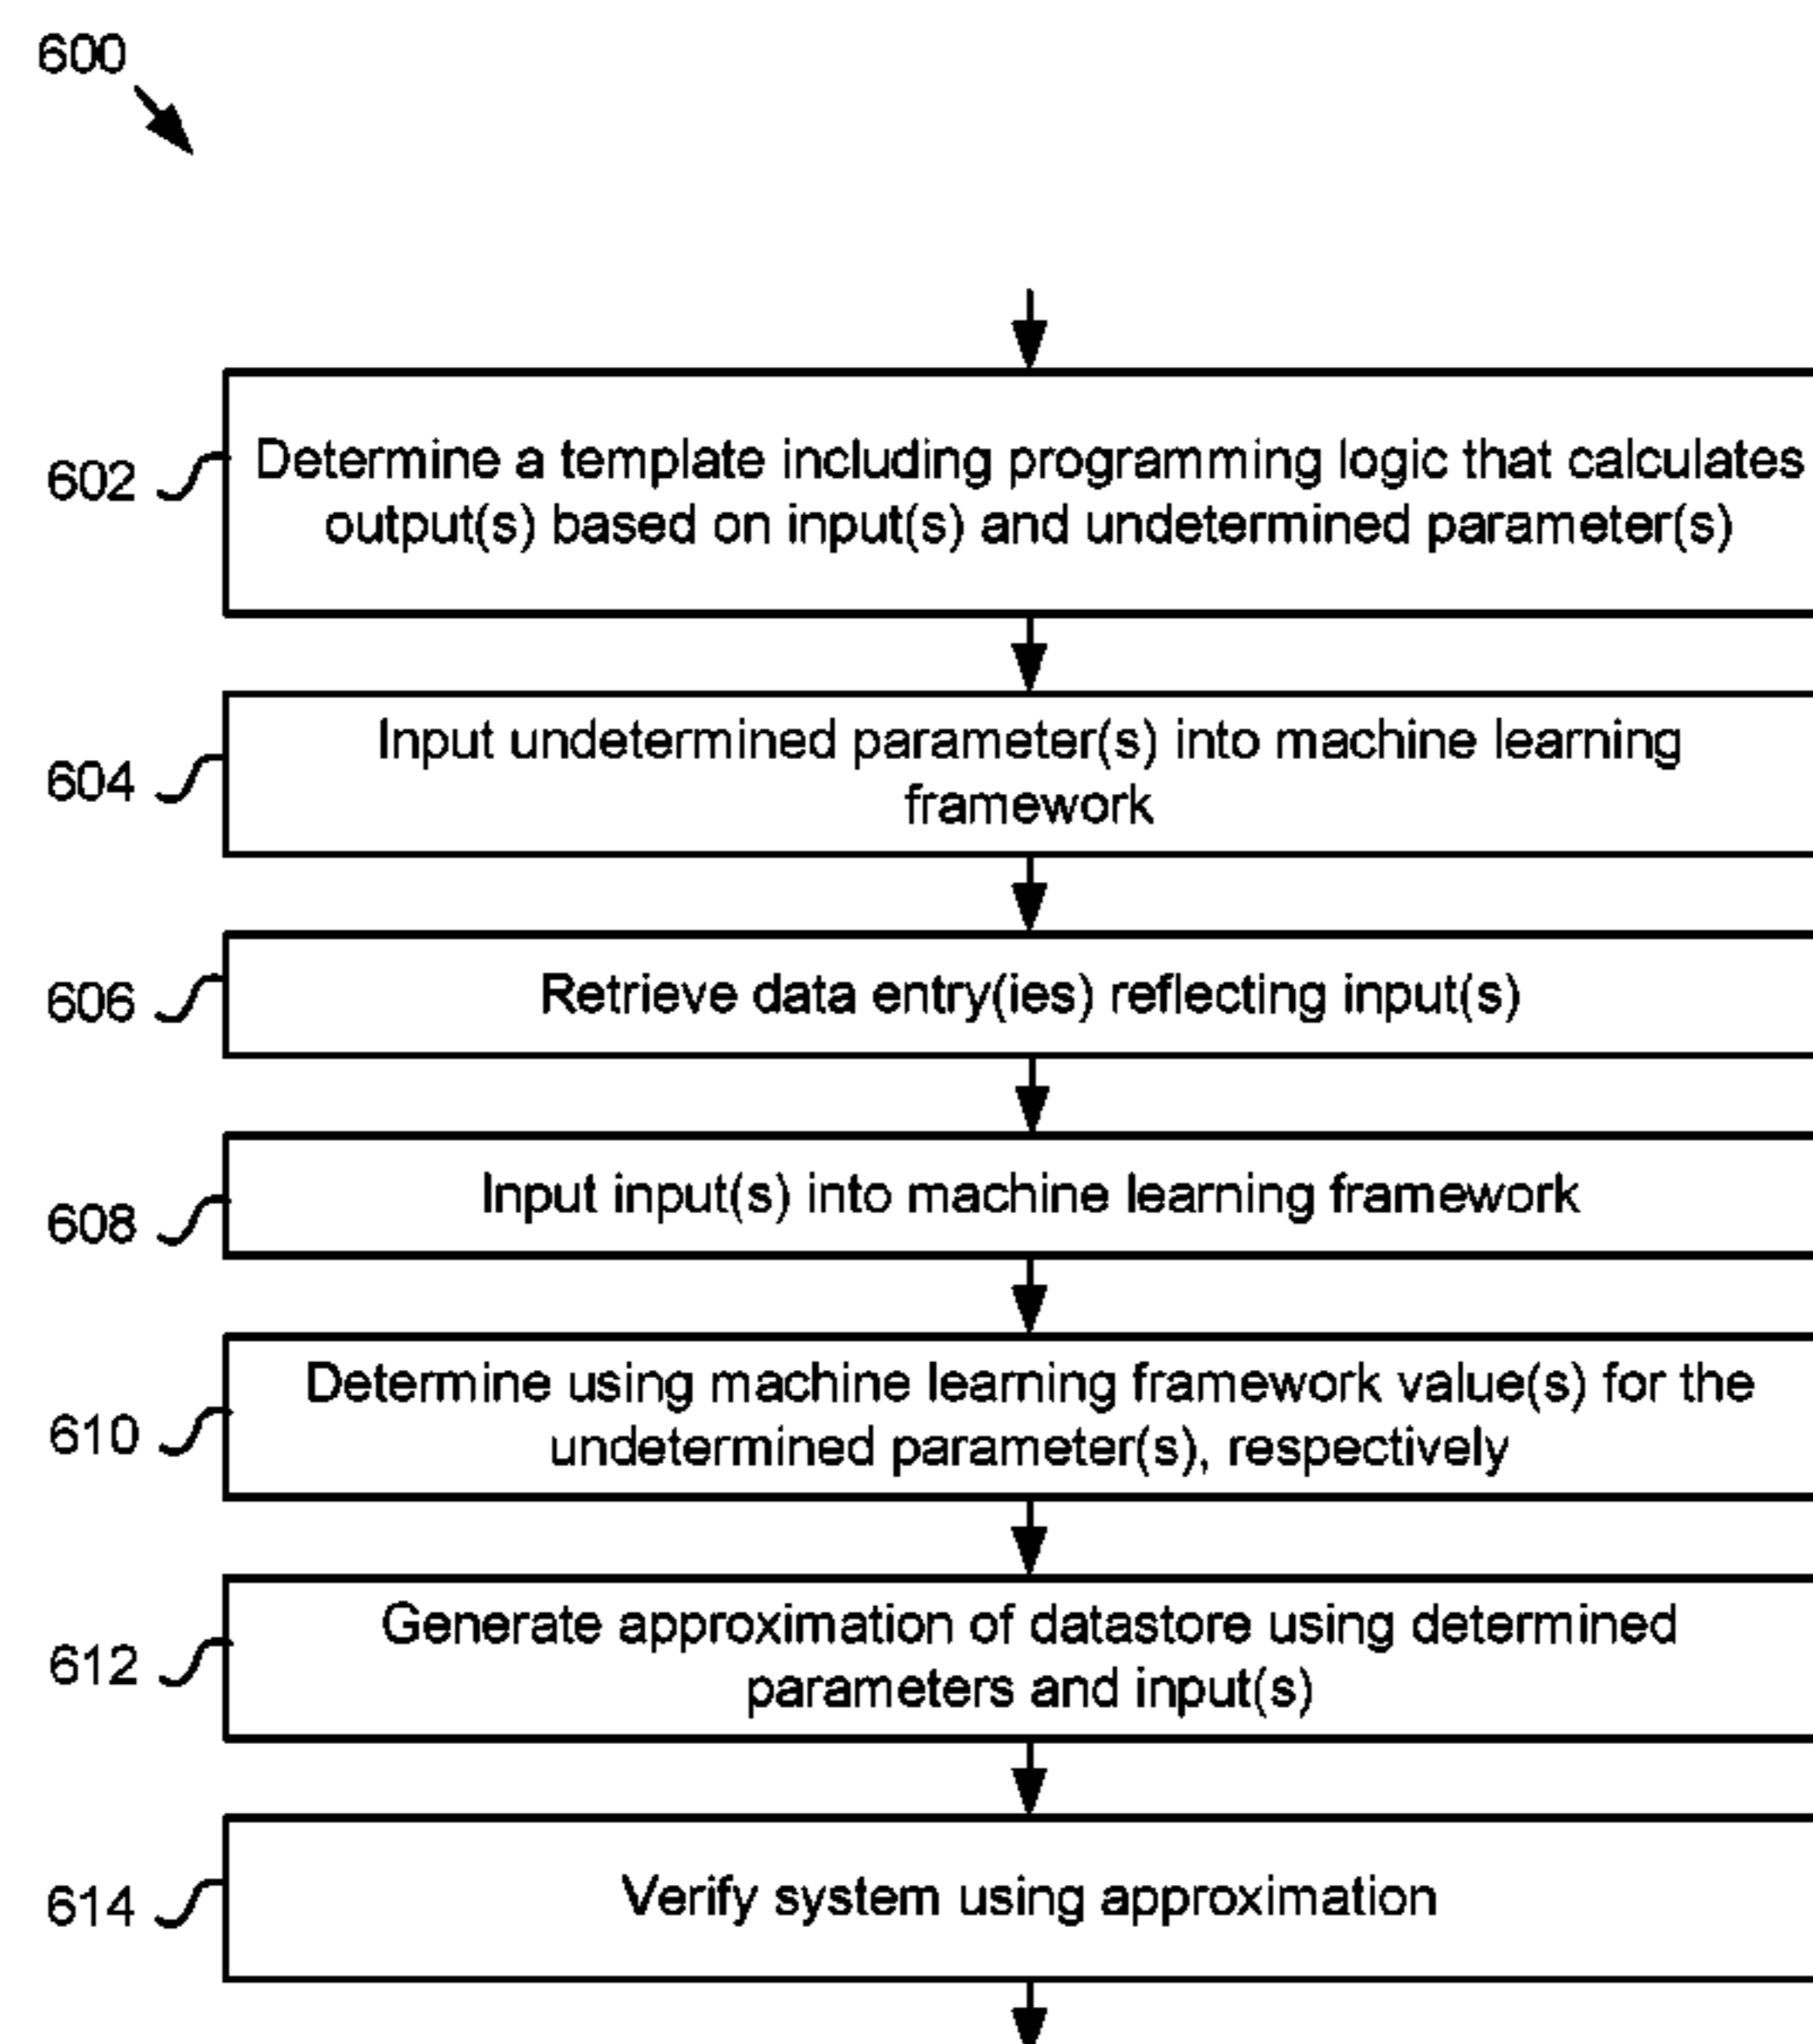 600
602
Determine a template including programming logic that calculates
output(s) based on input(s) and undetermined parameter(s)
604
Input undetermined parameter(s) into machine learning
framework
606
Retrieve data entry(ies) reflecting input(s)
608
Input input(s) into machine learning framework
610
Determine using machine learning framework value(s) for the
undetermined parameter(s), respectively
612
Generate approximation of datastore using determined
parameters and input(s)
614
Verify system using approximation